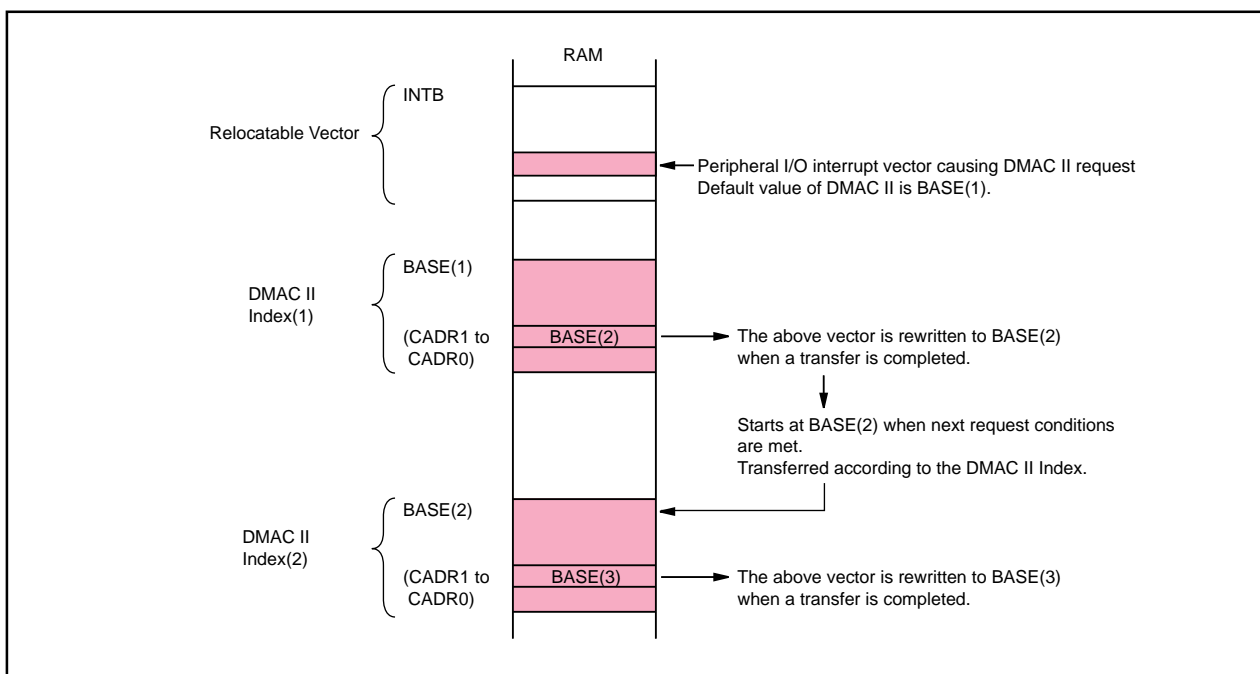 RAM
INTB
Relocatable Vector
Peripheral I/O interrupt vector causing DMAC II request
Default value of DMAC II is BASE(1).
BASE(1)
DMAC II
Index(1)
(CADR1 to
CADR0)
BASE(2)
The above vector is rewritten to BASE(2)
when a transfer is completed.
Starts at BASE(2) when next request conditions
are met.
Transferred according to the DMAC II Index.
BASE(2)
DMAC II
Index(2)
(CADR1 to
CADR0)
BASE(3)
The above vector is rewritten to BASE(3)
when a transfer is completed.